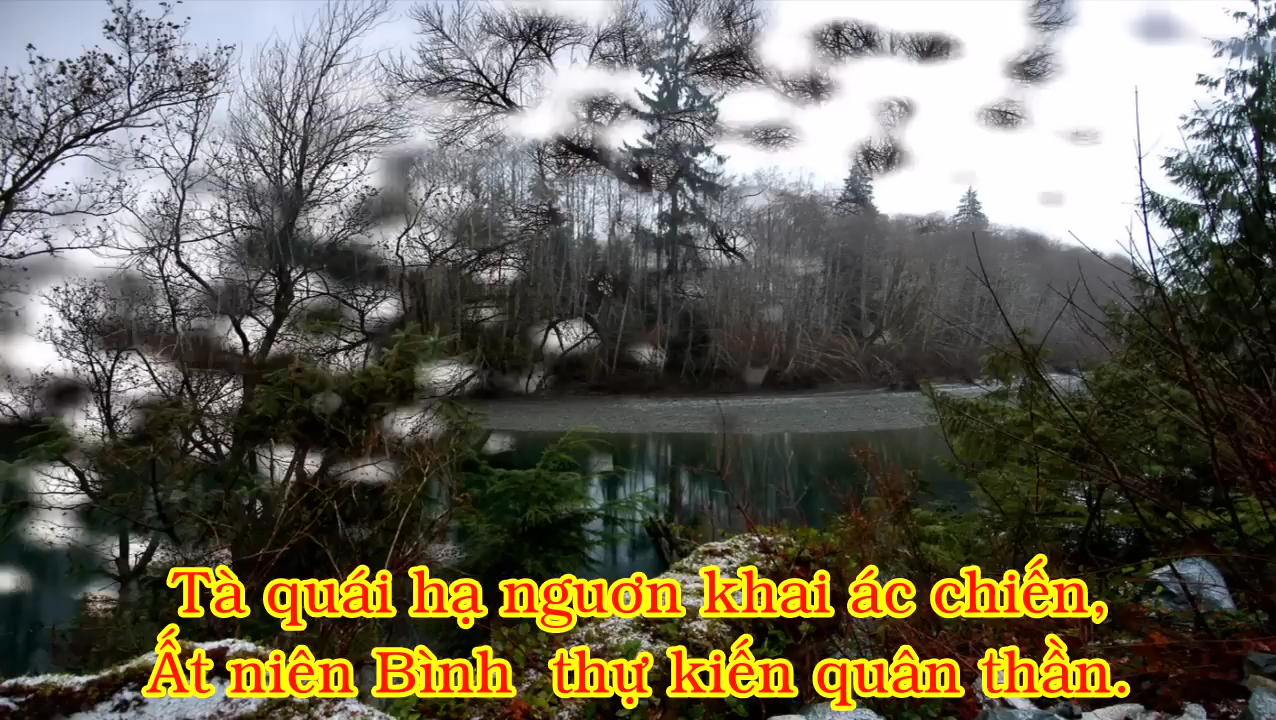 Tà quái hạ nguơn khai ác chiến,
Ất niên Bình  thự kiến quân thần.